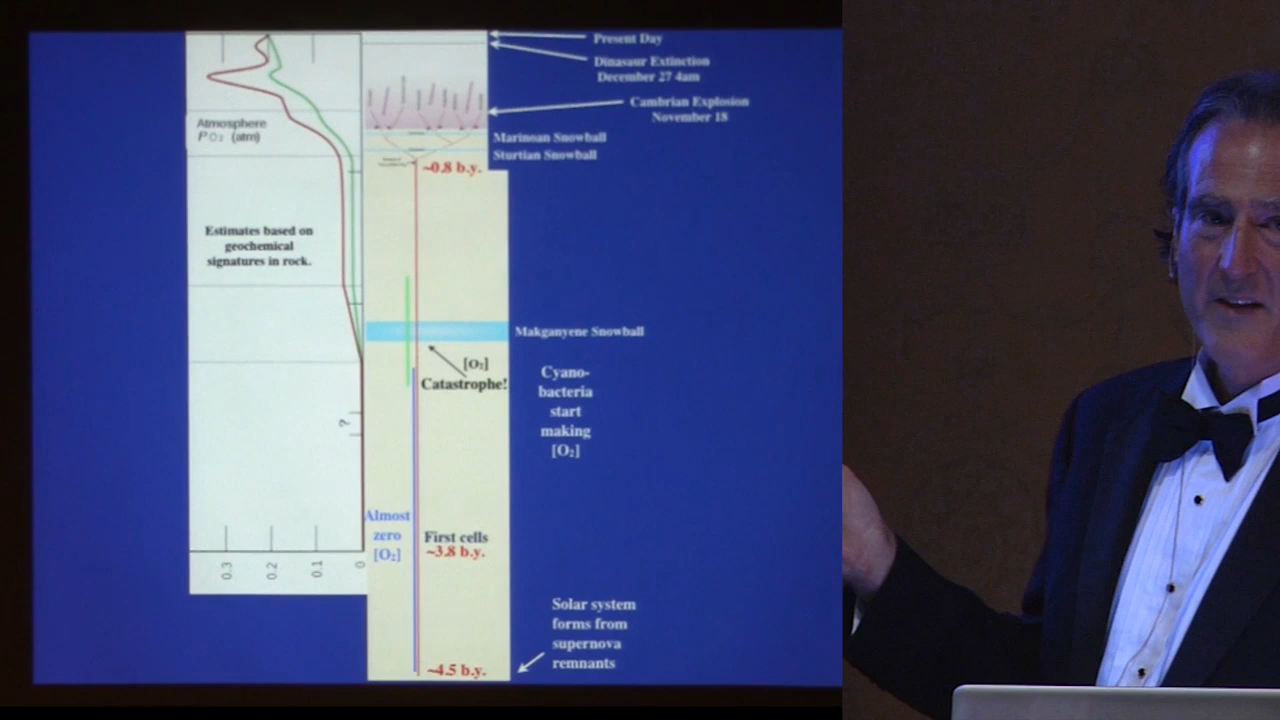 Present Day
Dinasaur Extinction
December 27 4am
Cambrian Explosion
November 18
Atmosphere
P O₂ (atm)
Marinoan Snowball
Sturtian Snowball
~0.8 b.y.
Estimates based on
geochemical
signatures in rock.
Makganyene Snowball
[O₂]
Catastrophe!
Cyano-
bacteria
start
making
[O₂]
?
Almost
zero
[O₂]
First cells
~3.8 b.y.
0.3
0.2
0.1
0
Solar system
forms from
supernova
remnants
~4.5 b.y.